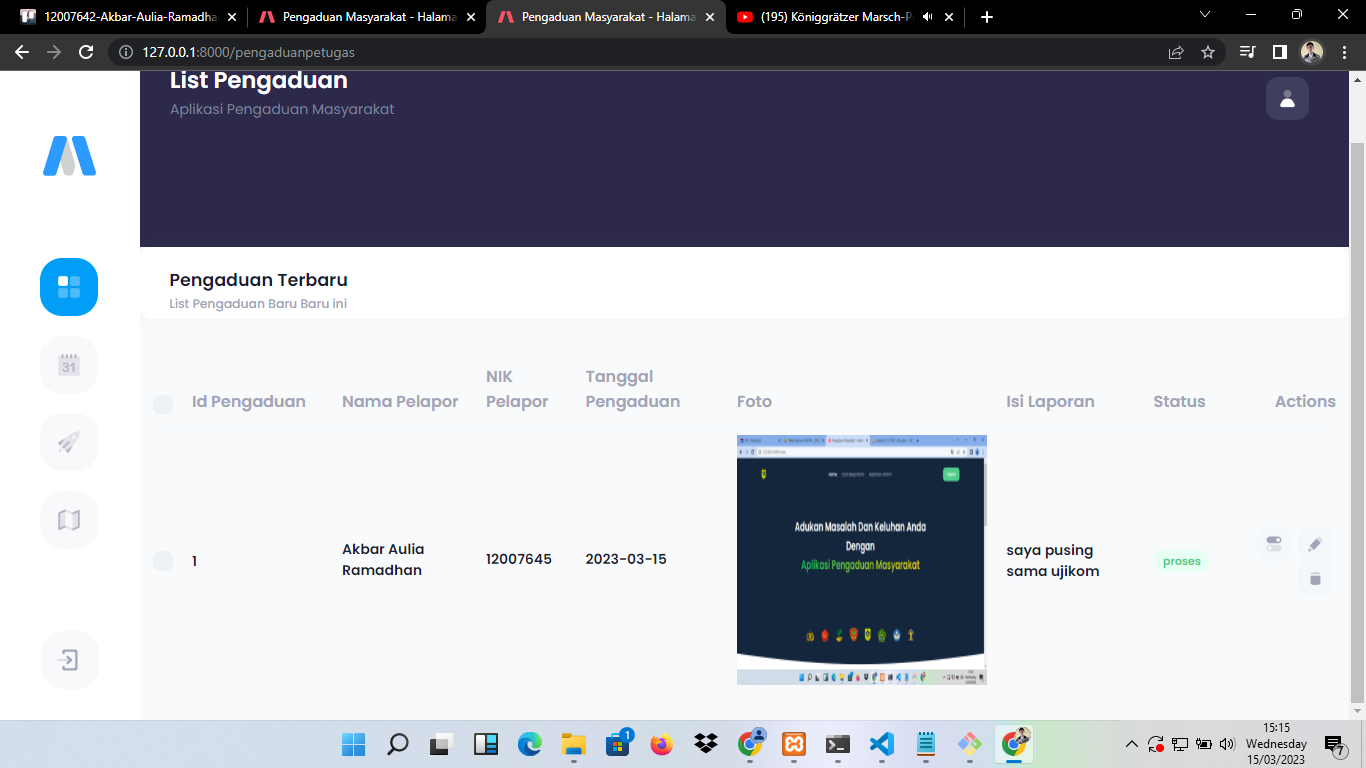 12007642-Akbar-Aulia-Ramadha
Pengaduan Masyarakat - Halama
Pengaduan Masyarakat - Halama
(195) Königgrätzer Marsch-P
127.0.0.1:8000/pengaduanpetugas
List Pengaduan
Aplikasi Pengaduan Masyarakat
31
Pengaduan Terbaru
List Pengaduan Baru Baru ini
Id Pengaduan
Nama Pelapor
NIK
Pelapor
Tanggal
Pengaduan
Foto
Isi Laporan
Status
Actions
1
Akbar Aulia
Ramadhan
12007645
2023-03-15
Adukan Masalah Dan Keluhan Anda
Dengan
Aplikasi Pengaduan Masyarakat
saya pusing
sama ujikom
proses
1
15:15
Wednesday
15/03/2023
7